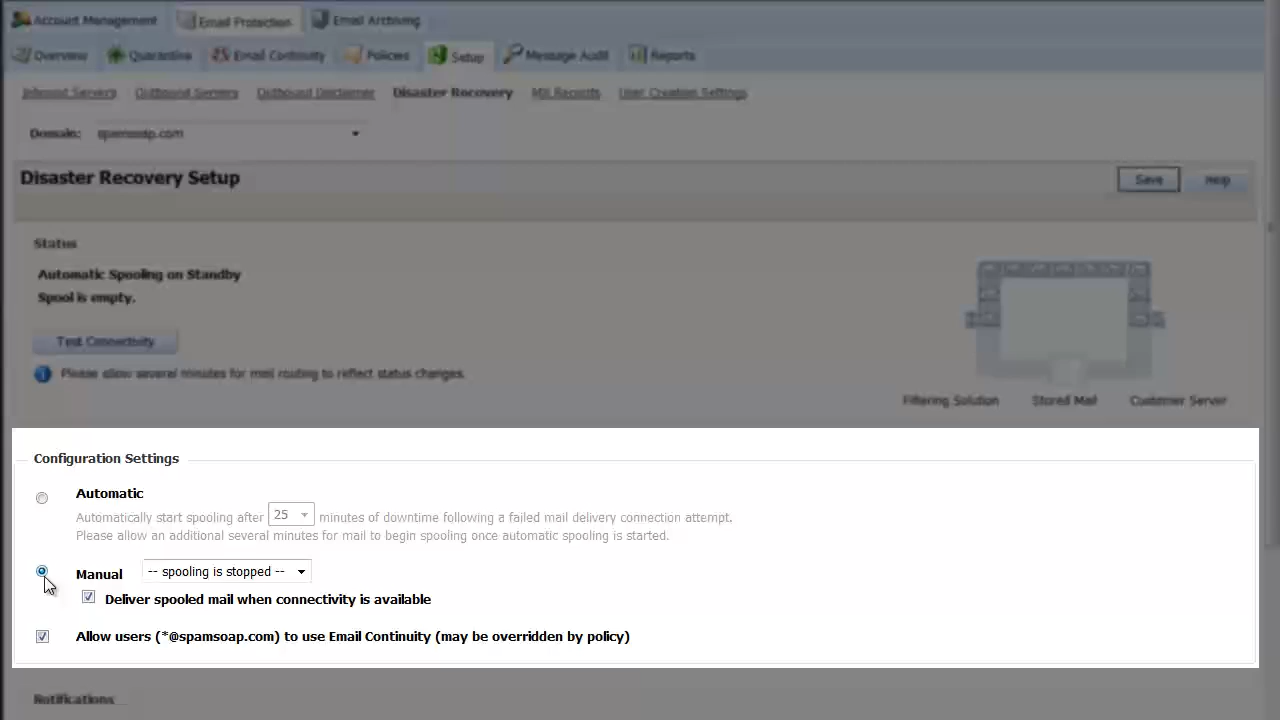 Account Management Email Protection Email Archiving
Overview Quarantine Email Continuity Policies Setup Message Audit Reports
Inbound Servers Outbound Servers Outbound Disclaimer Disaster Recovery MX Records User Creation Settings
Domain: spamsoap.com
Disaster Recovery Setup Save Help
Status
Automatic Spooling on Standby
Spool is empty.
Test Connectivity
Please allow several minutes for mail routing to reflect status changes.
Filtering Solution Stored Mail Customer Server
Configuration Settings
Automatic
Automatically start spooling after 25 minutes of downtime following a failed mail delivery connection attempt.
Please allow an additional several minutes for mail to begin spooling once automatic spooling is started.
Manual -- spooling is stopped --
Deliver spooled mail when connectivity is available
Allow users (*@spamsoap.com) to use Email Continuity (may be overridden by policy)
Notifications